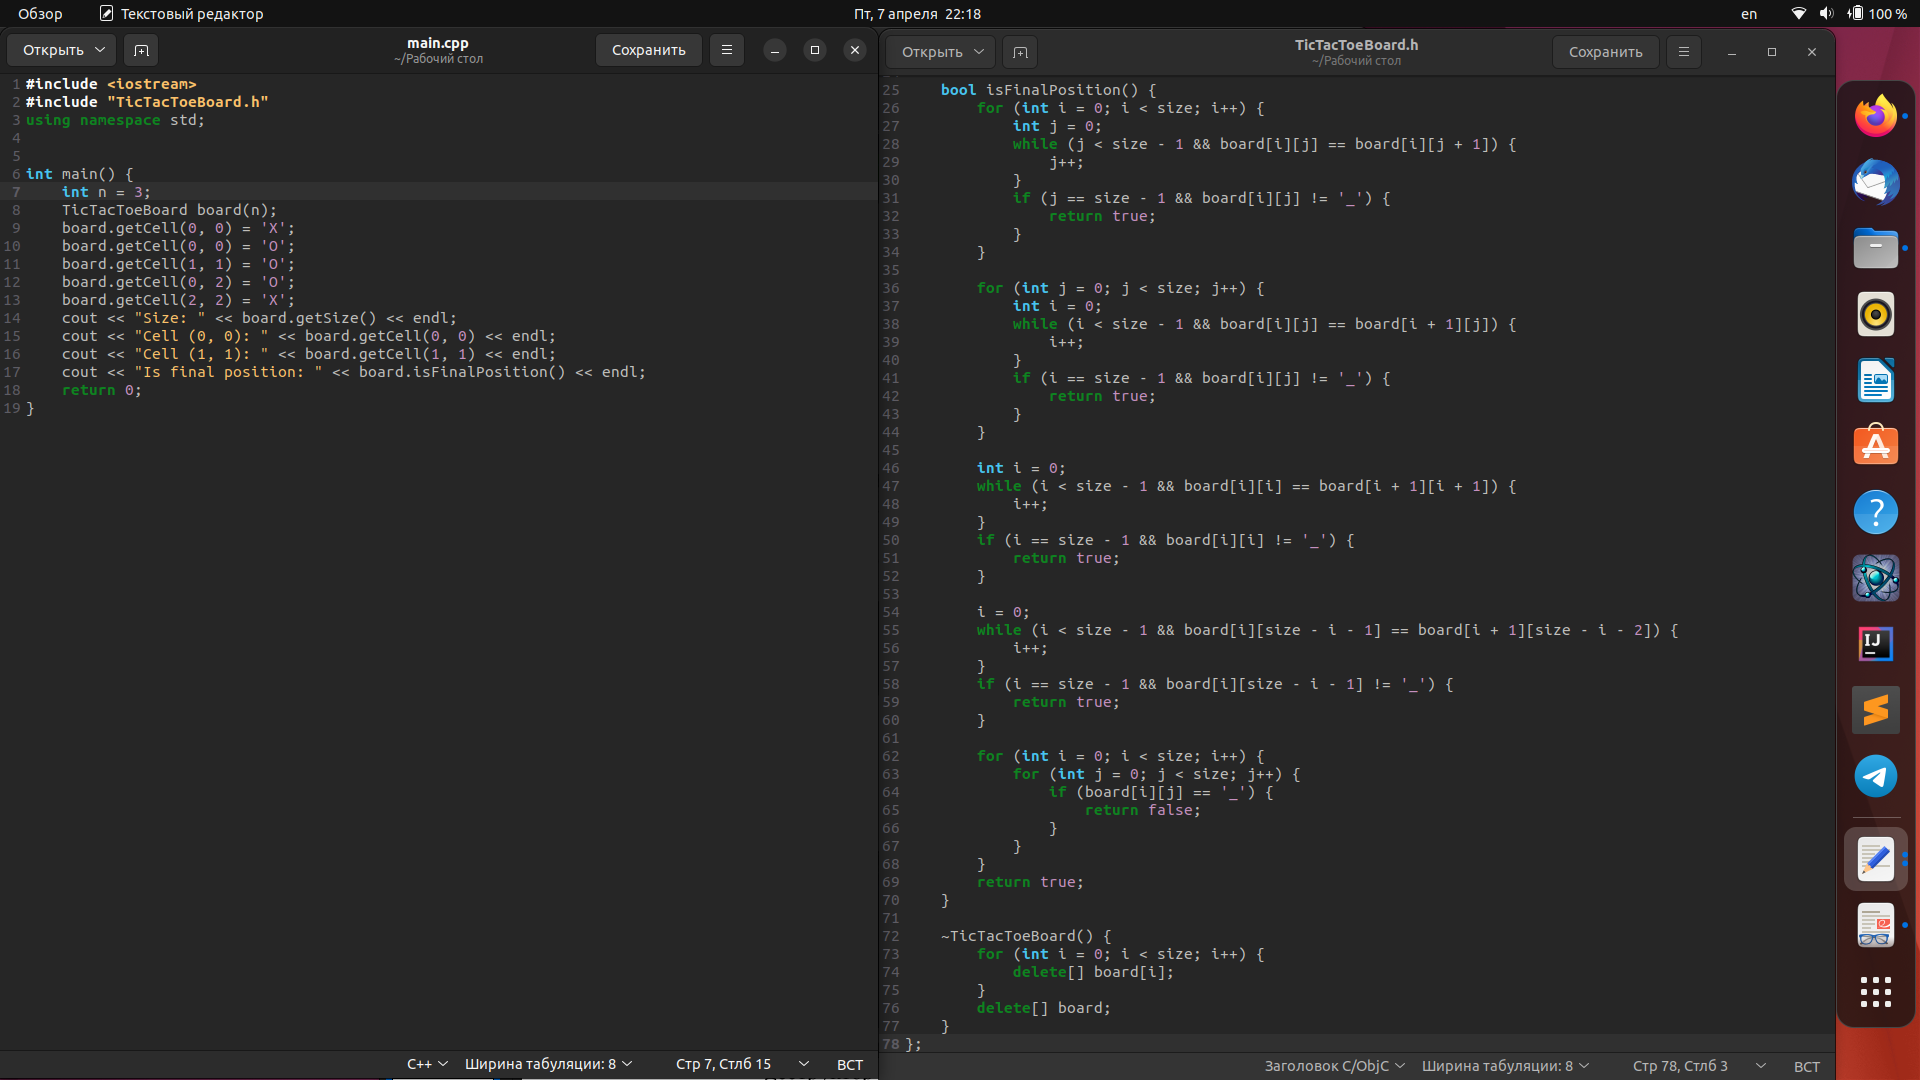 Обзор
Текстовый редактор
Пт, 7 апреля 22:18
en
100 %
Открыть
main.cpp
~/Рабочий стол
Сохранить
1 #include <iostream>
2 #include "TicTacToeBoard.h"
3 using namespace std;
4
5
6 int main() {
7     int n = 3;
8     TicTacToeBoard board(n);
9     board.getCell(0, 0) = 'X';
10     board.getCell(0, 0) = 'O';
11     board.getCell(1, 1) = 'O';
12     board.getCell(0, 2) = 'O';
13     board.getCell(2, 2) = 'X';
14     cout << "Size: " << board.getSize() << endl;
15     cout << "Cell (0, 0): " << board.getCell(0, 0) << endl;
16     cout << "Cell (1, 1): " << board.getCell(1, 1) << endl;
17     cout << "Is final position: " << board.isFinalPosition() << endl;
18     return 0;
19 }
C++
Ширина табуляции: 8
Стр 7, Стлб 15
ВСТ
Открыть
TicTacToeBoard.h
~/Рабочий стол
Сохранить
25     bool isFinalPosition() {
26         for (int i = 0; i < size; i++) {
27             int j = 0;
28             while (j < size - 1 && board[i][j] == board[i][j + 1]) {
29                 j++;
30             }
31             if (j == size - 1 && board[i][j] != '_') {
32                 return true;
33             }
34         }
35
36         for (int j = 0; j < size; j++) {
37             int i = 0;
38             while (i < size - 1 && board[i][j] == board[i + 1][j]) {
39                 i++;
40             }
41             if (i == size - 1 && board[i][j] != '_') {
42                 return true;
43             }
44         }
45
46         int i = 0;
47         while (i < size - 1 && board[i][i] == board[i + 1][i + 1]) {
48             i++;
49         }
50         if (i == size - 1 && board[i][i] != '_') {
51             return true;
52         }
53
54         i = 0;
55         while (i < size - 1 && board[i][size - i - 1] == board[i + 1][size - i - 2]) {
56             i++;
57         }
58         if (i == size - 1 && board[i][size - i - 1] != '_') {
59             return true;
60         }
61
62         for (int i = 0; i < size; i++) {
63             for (int j = 0; j < size; j++) {
64                 if (board[i][j] == '_') {
65                     return false;
66                 }
67             }
68         }
69         return true;
70     }
71
72     ~TicTacToeBoard() {
73         for (int i = 0; i < size; i++) {
74             delete[] board[i];
75         }
76         delete[] board;
77     }
78 };
Заголовок C/ObjC
Ширина табуляции: 8
Стр 78, Стлб 3
ВСТ
IJ